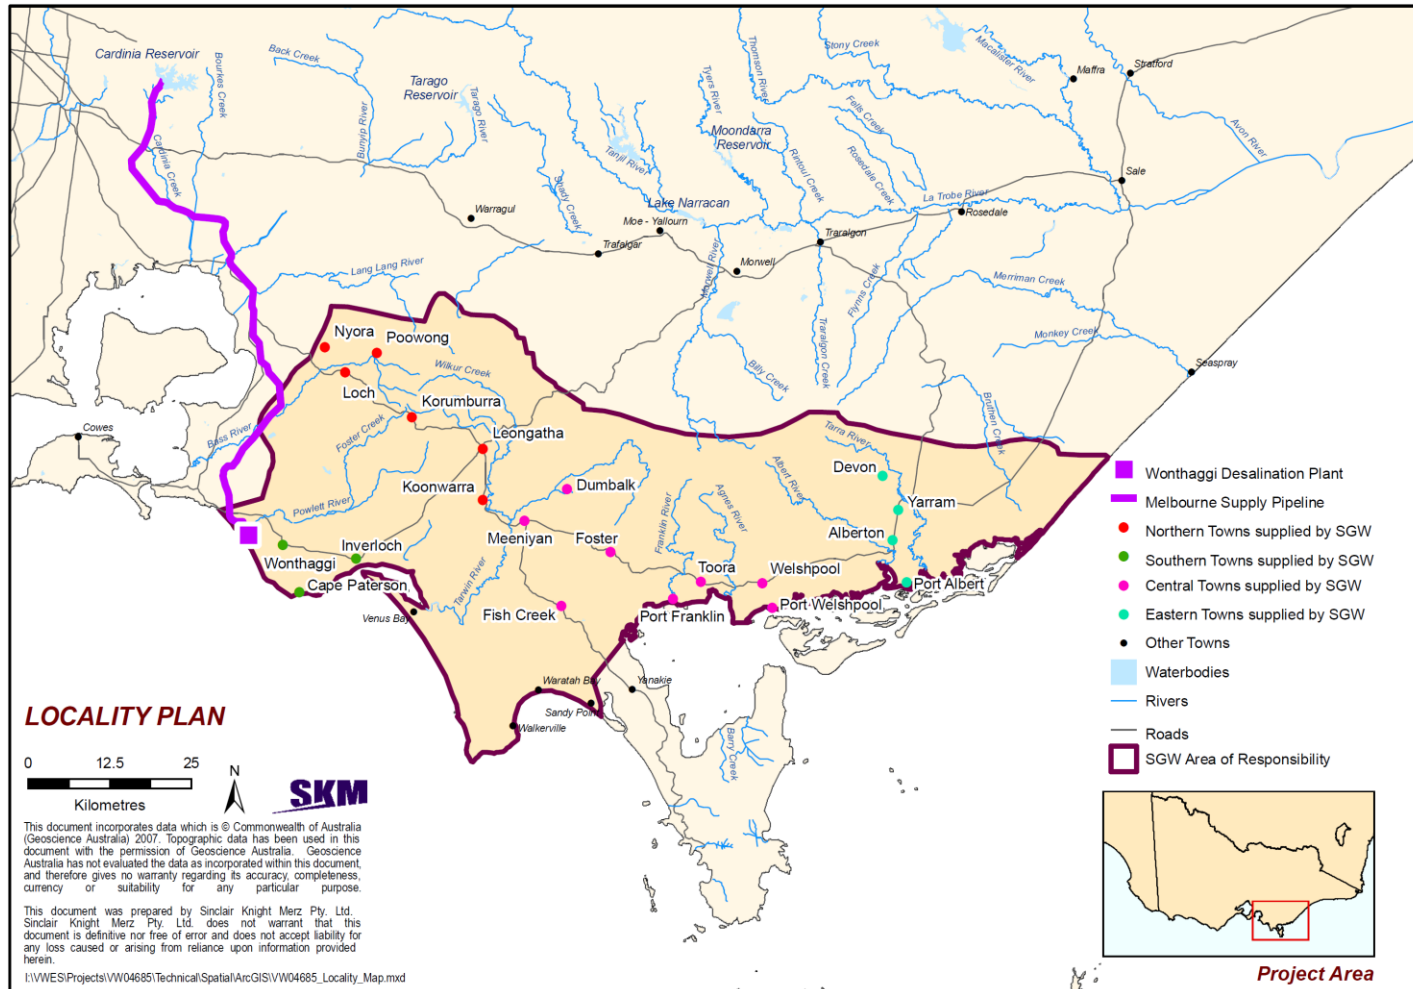 Cardinia Reservoir
Back Creek
Bourkes Creek
Tarago
Reservoir
Tarago River
Bunyip River
Cardinia Creek
Tyers River
Thomson River
Stony Creek
Macalister River
Maffra
Stratford
Avon River
Fells Creek
Moondarra
Reservoir
Rintoul Creek
Rosedale Creek
Tanjil River
Shady Creek
Lake Narracan
La Trobe River
Sale
Rosedale
Warragul
Moe - Yallourn
Trafalgar
Morwell
Traralgon
Morwell River
Lang Lang River
Flynns Creek
Merriman Creek
Traralgon Creek
Monkey Creek
Seaspray
Nyora
Poowong
Wilkur Creek
Loch
Billy Creek
Bruthen Creek
Korumburra
Foster Creek
Bass River
Cowes
Leongatha
Tarra River
Albert River
Devon
Dumbalk
Koonwarra
Agnes River
Franklin River
Yarram
Powlett River
Meeniyan
Foster
Alberton
Inverloch
Wonthaggi
Toora
Welshpool
Port Albert
Cape Paterson
Tarwin River
Venus Bay
Fish Creek
Port Franklin
Port Welshpool
Waratah Bay
Yanakie
Sandy Point
Walkerville
Barry Creek
Wonthaggi Desalination Plant
Melbourne Supply Pipeline
Northern Towns supplied by SGW
Southern Towns supplied by SGW
Central Towns supplied by SGW
Eastern Towns supplied by SGW
Other Towns
Waterbodies
Rivers
Roads
SGW Area of Responsibility
LOCALITY PLAN
0 12.5 25
Kilometres
N
SKM
This document incorporates data which is © Commonwealth of Australia
(Geoscience Australia) 2007. Topographic data has been used in this
document with the permission of Geoscience Australia. Geoscience
Australia has not evaluated the data as incorporated within this document,
and therefore gives no warranty regarding its accuracy, completeness,
currency or suitability for any particular purpose.
This document was prepared by Sinclair Knight Merz Pty. Ltd.
Sinclair Knight Merz Pty. Ltd. does not warrant that this
document is definitive nor free of error and does not accept liability for
any loss caused or arising from reliance upon information provided
herein.
I:\VWES\Projects\VW04685\Technical\Spatial\ArcGIS\VW04685_Locality_Map.mxd
Project Area